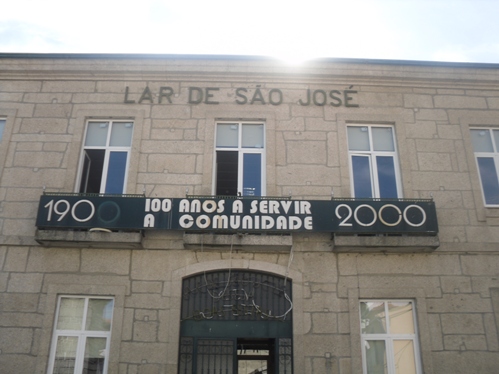 LAR DE SÃO JOSÉ
1900 100 ANOS A SERVIR 2000
A COMUNIDADE